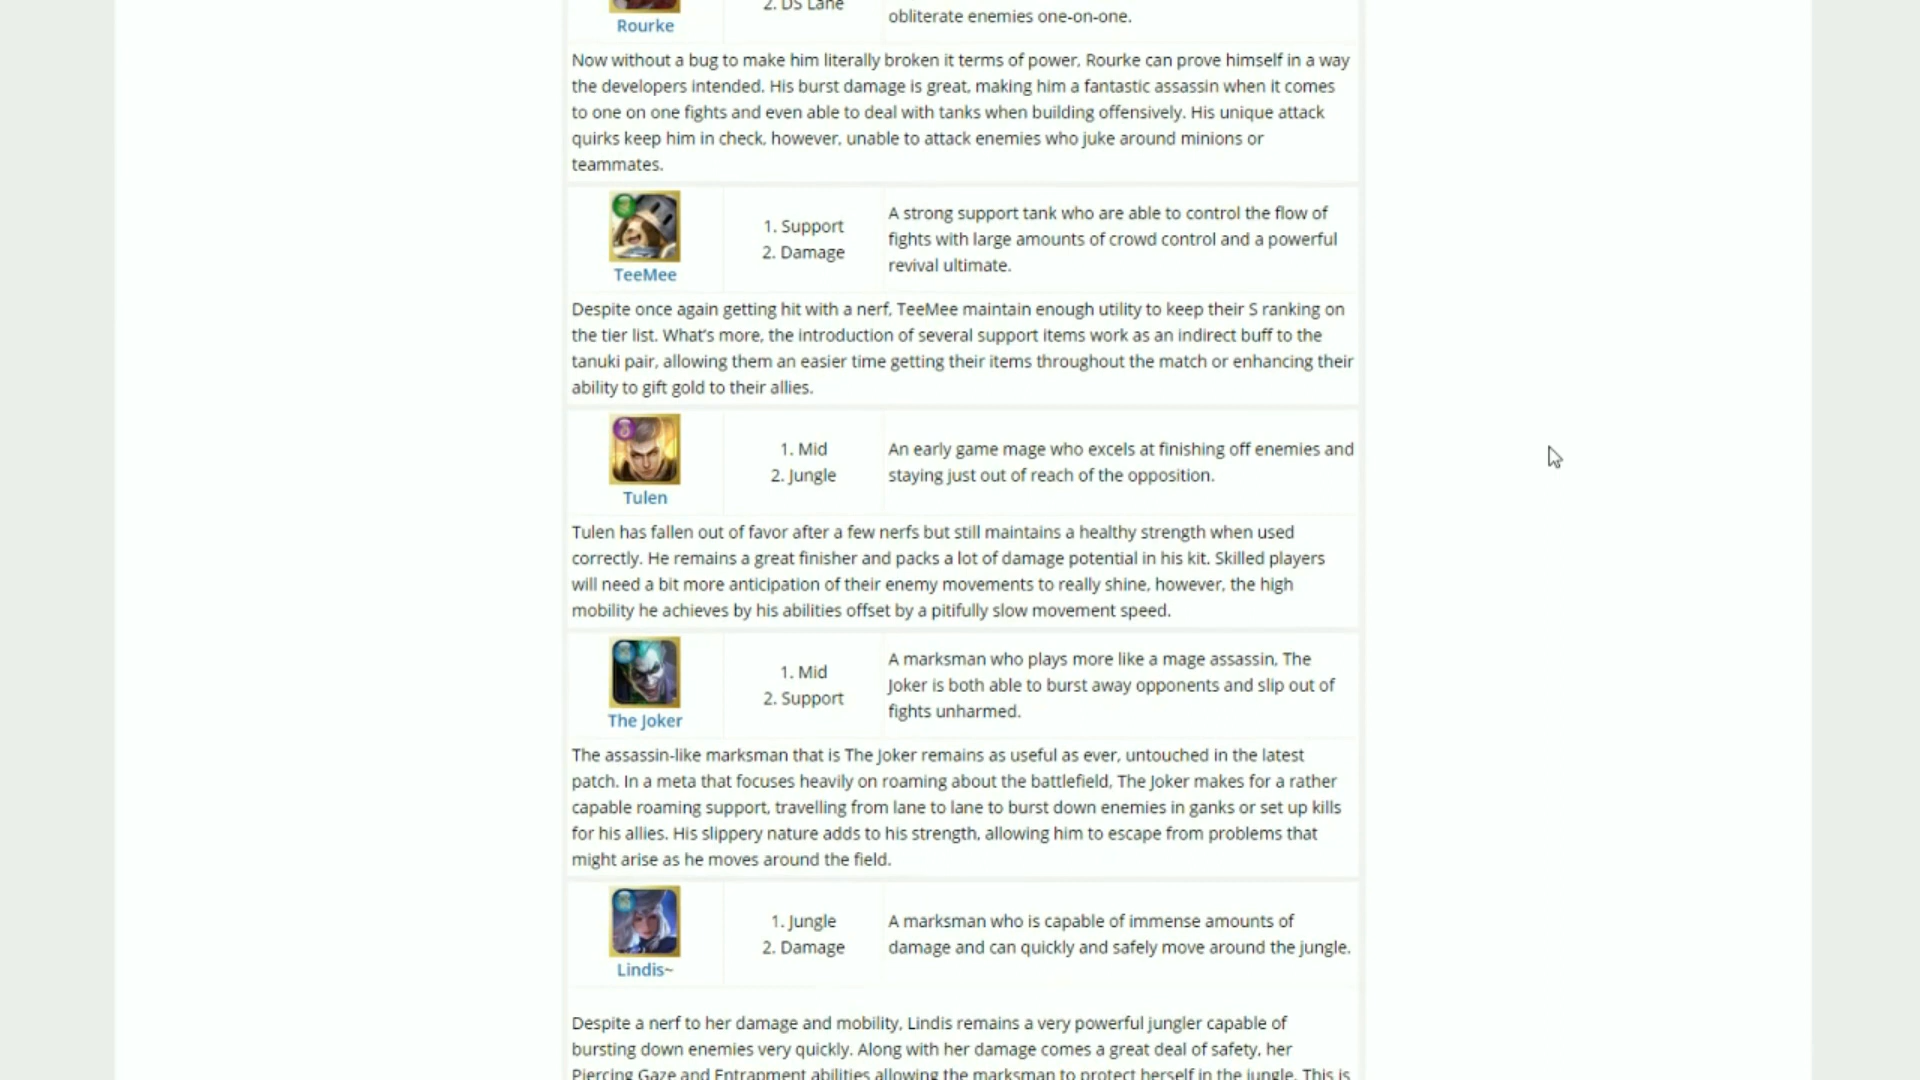 Rourke
2. DS Lane
obliterate enemies one-on-one.
Now without a bug to make him literally broken it terms of power, Rourke can prove himself in a way
the developers intended. His burst damage is great, making him a fantastic assassin when it comes
to one on one fights and even able to deal with tanks when building offensively. His unique attack
quirks keep him in check, however, unable to attack enemies who juke around minions or
teammates.
TeeMee
1. Support
2. Damage
A strong support tank who are able to control the flow of
fights with large amounts of crowd control and a powerful
revival ultimate.
Despite once again getting hit with a nerf, TeeMee maintain enough utility to keep their S ranking on
the tier list. What's more, the introduction of several support items work as an indirect buff to the
tanuki pair, allowing them an easier time getting their items throughout the match or enhancing their
ability to gift gold to their allies.
Tulen
1. Mid
2. Jungle
An early game mage who excels at finishing off enemies and
staying just out of reach of the opposition.
Tulen has fallen out of favor after a few nerfs but still maintains a healthy strength when used
correctly. He remains a great finisher and packs a lot of damage potential in his kit. Skilled players
will need a bit more anticipation of their enemy movements to really shine, however, the high
mobility he achieves by his abilities offset by a pitifully slow movement speed.
The Joker
1. Mid
2. Support
A marksman who plays more like a mage assassin, The
Joker is both able to burst away opponents and slip out of
fights unharmed.
The assassin-like marksman that is The Joker remains as useful as ever, untouched in the latest
patch. In a meta that focuses heavily on roaming about the battlefield, The Joker makes for a rather
capable roaming support, travelling from lane to lane to burst down enemies in ganks or set up kills
for his allies. His slippery nature adds to his strength, allowing him to escape from problems that
might arise as he moves around the field.
Lindis~
1. Jungle
2. Damage
A marksman who is capable of immense amounts of
damage and can quickly and safely move around the jungle.
Despite a nerf to her damage and mobility, Lindis remains a very powerful jungler capable of
bursting down enemies very quickly. Along with her damage comes a great deal of safety, her
Piercing Gaze and Entrapment abilities allowing the marksman to protect herself in the jungle. This is